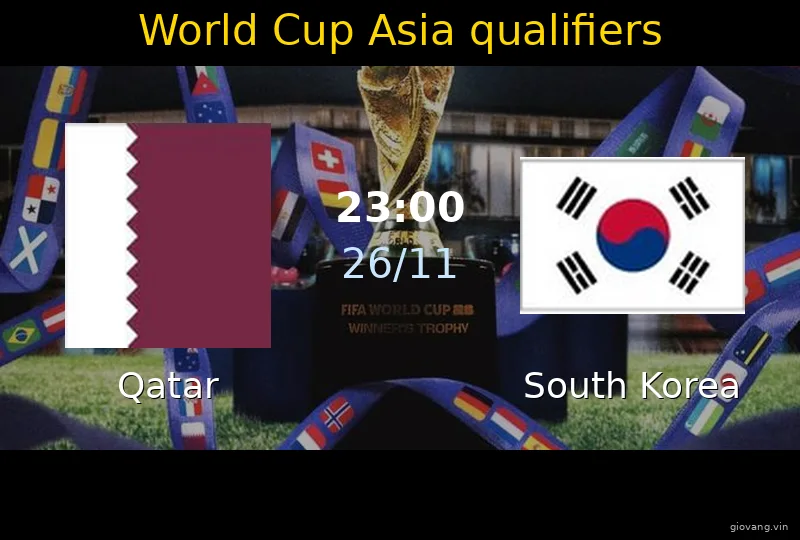 World Cup Asia qualifiers
23:00
26/11
FIFA WORLD CUP
WINNER'S TROPHY
Qatar
South Korea
giovang.vin